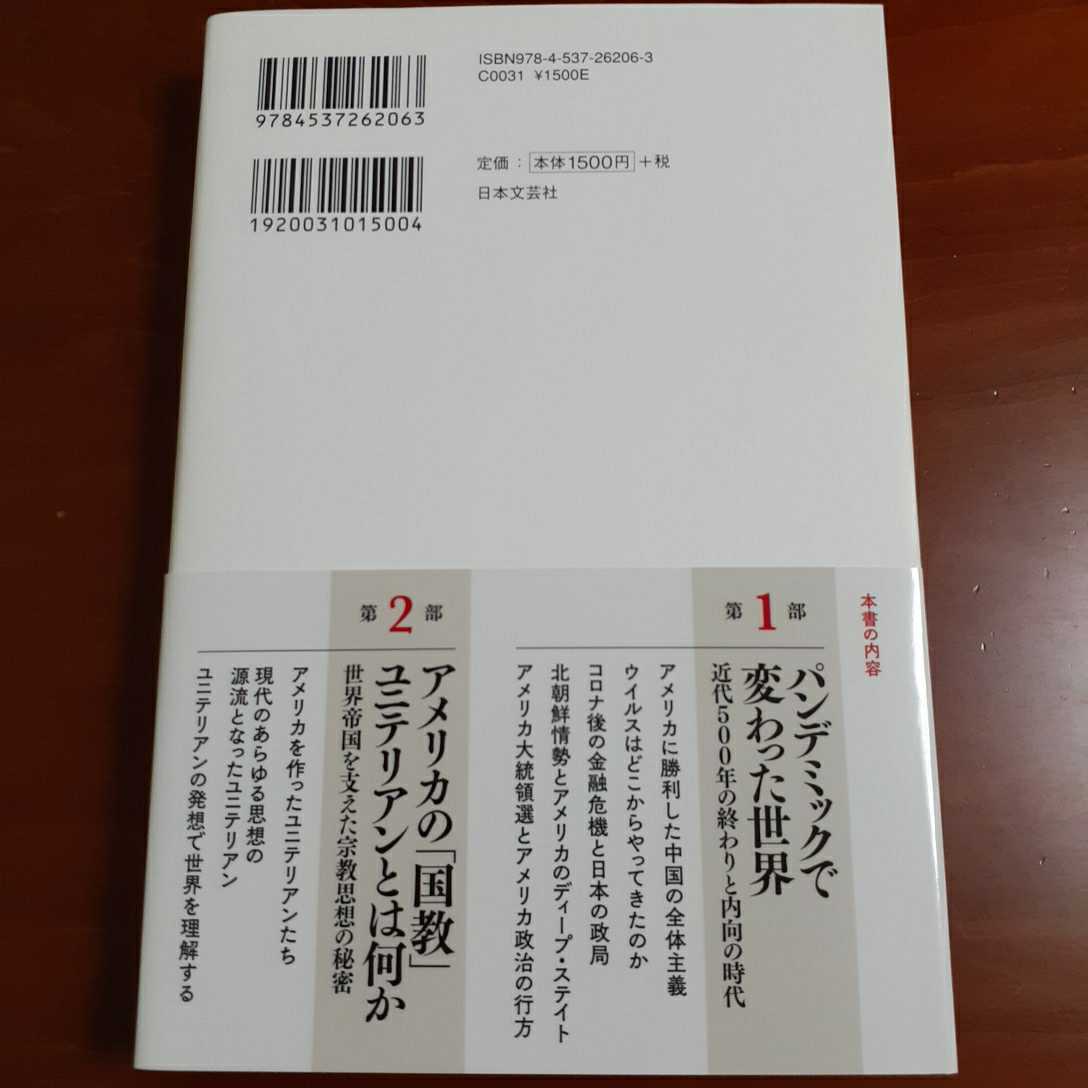 ISBN978-4-537-26206-3
C0031 ¥1500E
9784537262063
定価：本体1500円＋税
日本文芸社
1920031015004
本書の内容
第1部
パンデミックで
変わった世界
近代500年の終わりと内向の時代
アメリカに勝利した中国の全体主義
ウイルスはどこからやってきたのか
コロナ後の金融危機と日本の政局
北朝鮮情勢とアメリカのディープ・ステイト
アメリカ大統領選とアメリカ政治の行方
第2部
アメリカの「国教」
ユニテリアンとは何か
世界帝国を支えた宗教思想の秘密
アメリカを作ったユニテリアンたち
現代のあらゆる思想の
源流となったユニテリアン
ユニテリアンの発想で世界を理解する